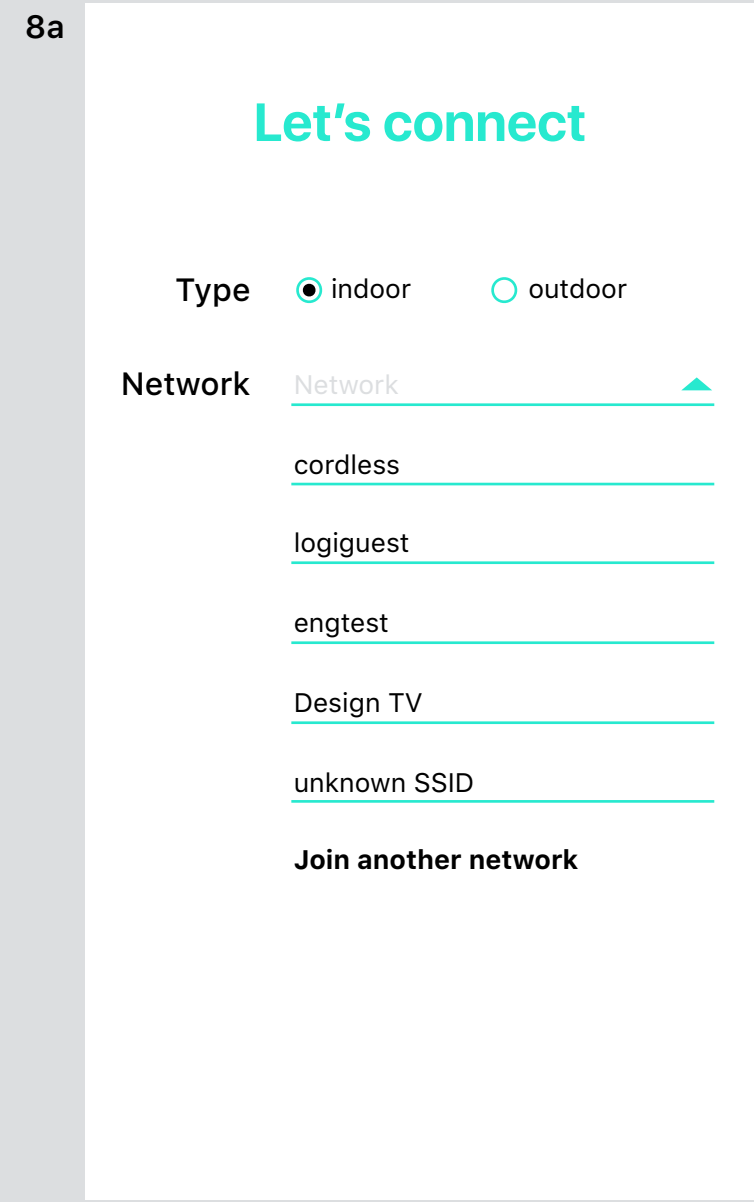 8a
Let’s connect
Type indoor outdoor
Network Network
cordless
logiguest
engtest
Design TV
unknown SSID
Join another network